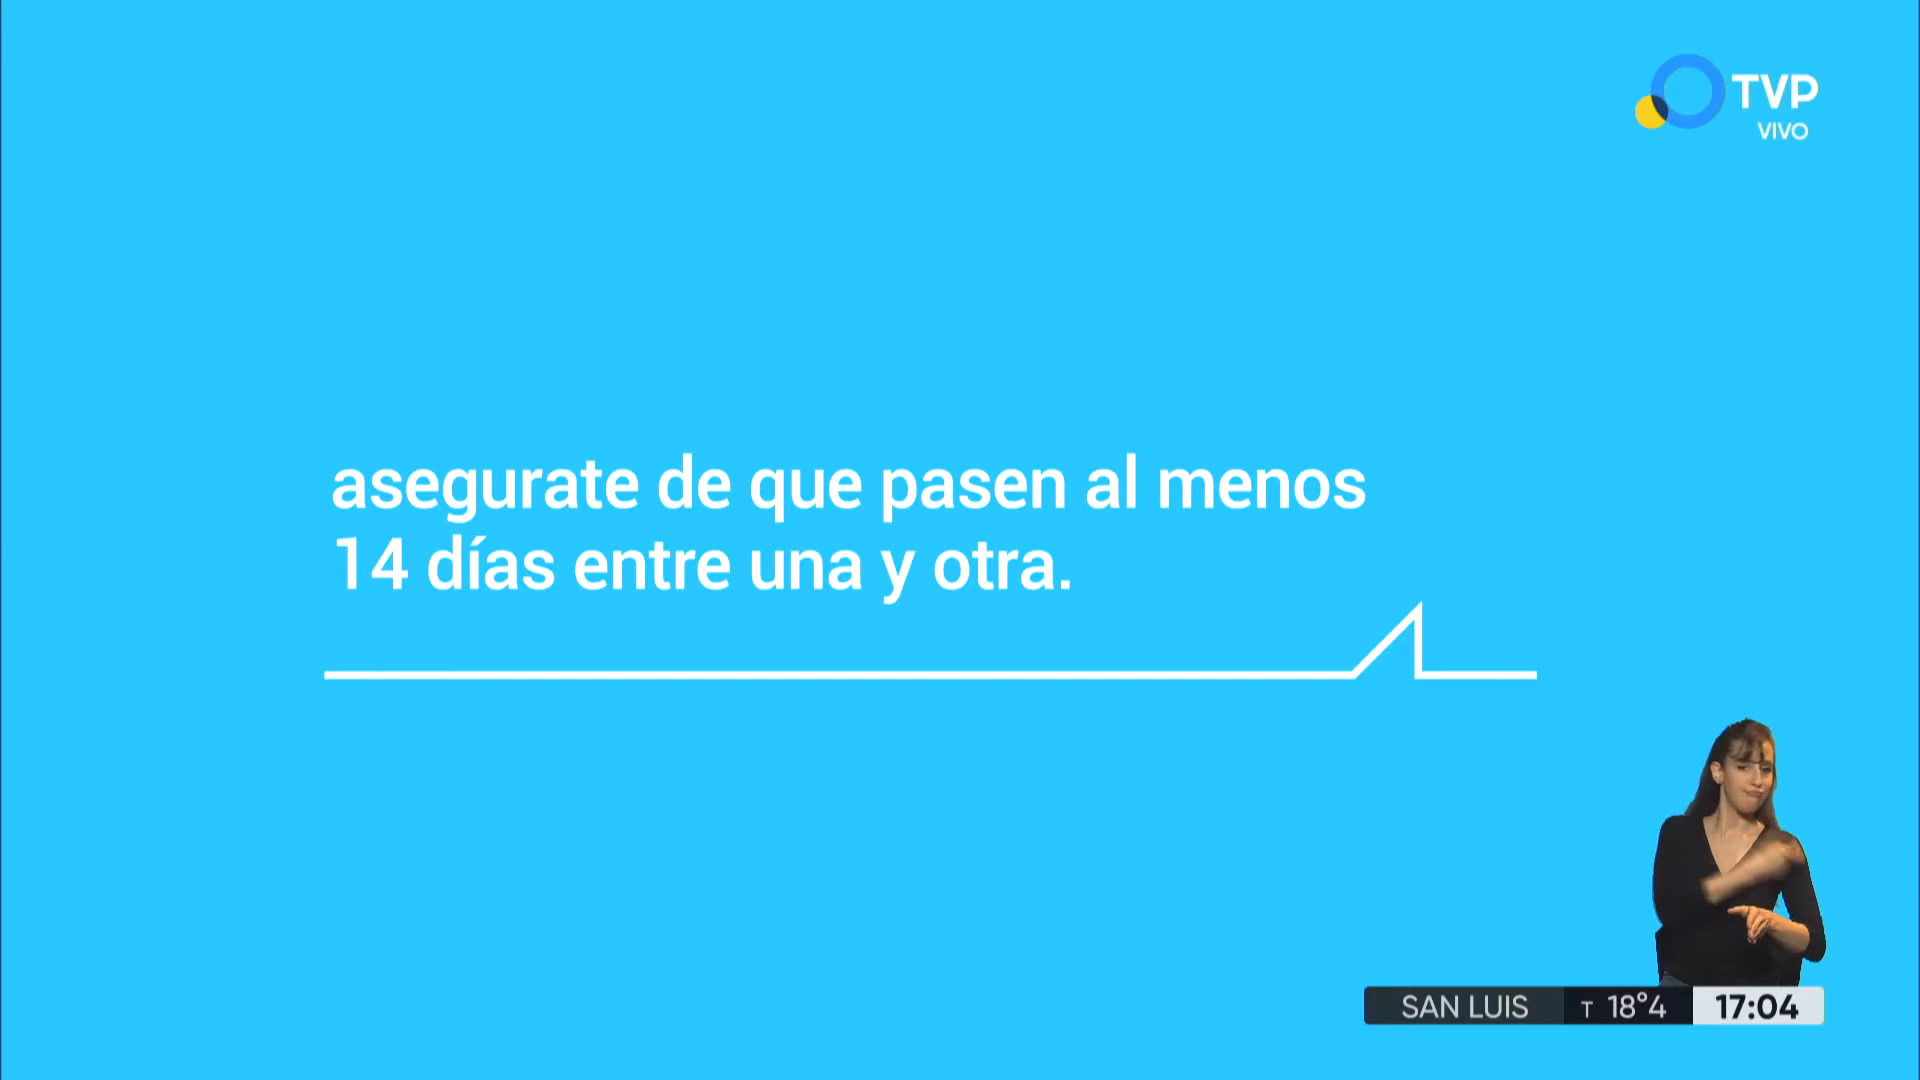 TVP
VIVO
asegurate de que pasen al menos
14 días entre una y otra.
SAN LUIS T 18°4 17:04